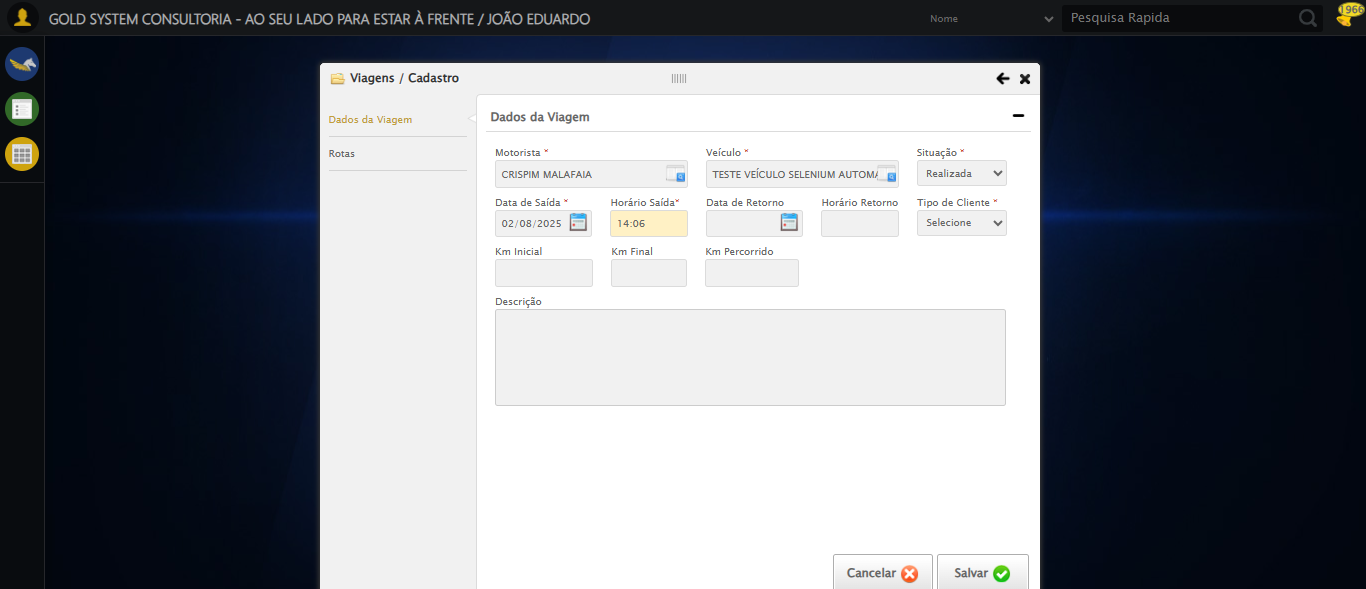 GOLD SYSTEM CONSULTORIA - AO SEU LADO PARA ESTAR À FRENTE / JOÃO EDUARDO
Nome
Pesquisa Rapida
1966
Viagens / Cadastro
Dados da Viagem
Rotas
Dados da Viagem
Motorista * Veículo * Situação *
CRISPIM MALAFAIA TESTE VEÍCULO SELENIUM Realizada
Data de Saída * Horário Saída* Data de Retorno Horário Retorno Tipo de Cliente *
02/08/2025 14:06 Selecione
Km Inicial Km Final Km Percorrido
Descrição
Cancelar Salvar